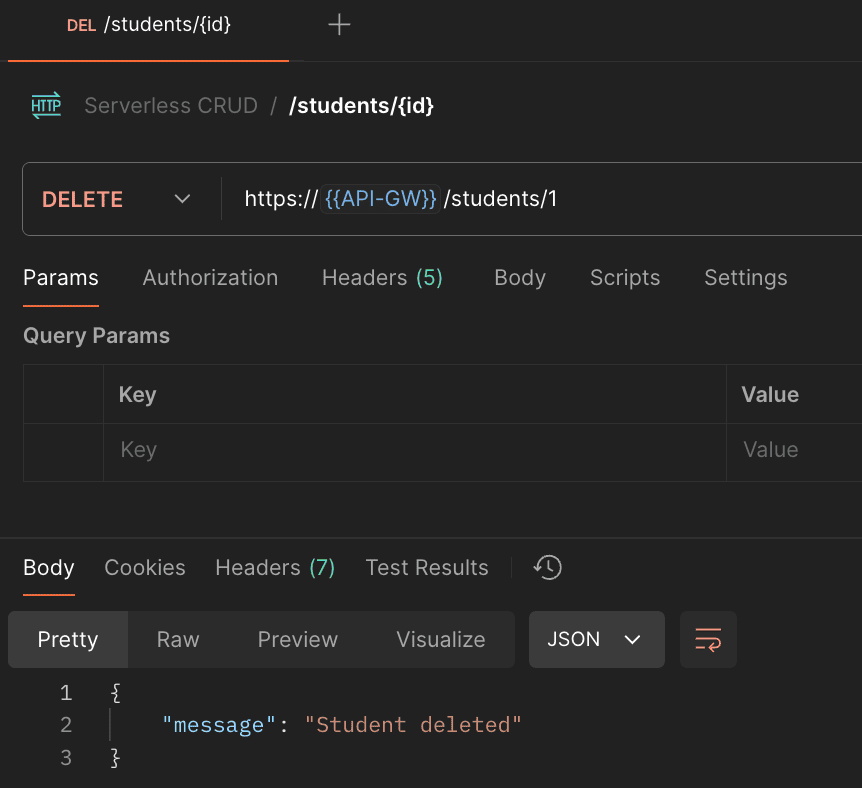 DEL /students/{id}
HTTP Serverless CRUD / /students/{id}
DELETE https://{{API-GW}}/students/1
Params Authorization Headers (5) Body Scripts Settings
Query Params
Key Value
Key Value
Body Cookies Headers (7) Test Results
Pretty Raw Preview Visualize JSON
1 {
2 "message": "Student deleted"
3 }